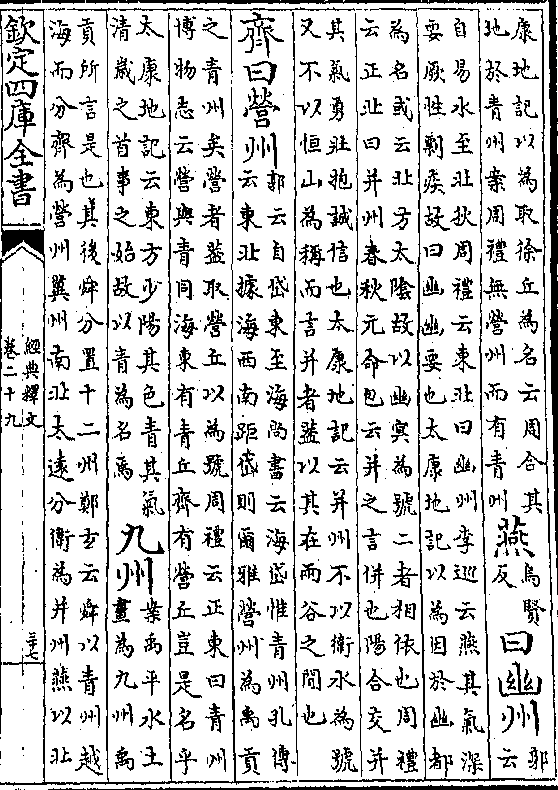 康地記以為取徐丘為名云周合其
地於青州案周禮無營州而有青州
燕烏賢反曰幽州郭云
自易水至北狄周禮云東北曰幽州李巡云燕其氣深
要厥性剽疾故曰幽幽要也太康地記以為因於幽都
為名或云北方太陰故以幽冥為號二者相依也周禮
云正北曰并州春秋元命包云并之言併也陽合交并
其氣勇壯抱誠信也太康地記云并州不以衛水為號
又不以恒山為稱而言并者葢以其在兩谷之間也
齊曰營州郭云自岱東至海尚書云海岱惟青州孔傳
云東北據海西南距岱則爾雅營州為禹貢
之青州矣營者葢取營丘以為號周禮云正東曰青州
博物志云營與青同海東有青丘齊有營丘豈是名乎
太康地記云東方少陽其色青其氣
清歲之首事之始故以青為名焉
九州案禹平水土
畫為九州禹
貢所言是也其後舜分置十二州鄭玄云舜以青州越
海而分齊為營州冀州南北太遠分衛為并州燕以北
欽定四庫全書
經典釋文
卷二十九
三十七